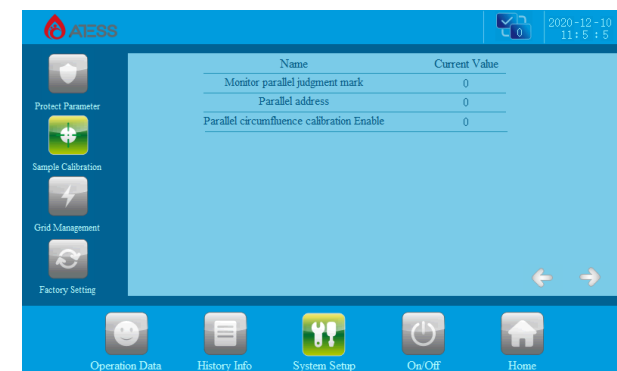 ATESS
0
2020-12-10
11:5 :5
Name Current Value
Monitor parallel judgment mark 0
Parallel address 0
Parallel circumfluence calibration Enable 0
Protect Parameter
Sample Calibration
Grid Management
Factory Setting
Operation Data History Info System Setup On/Off Home